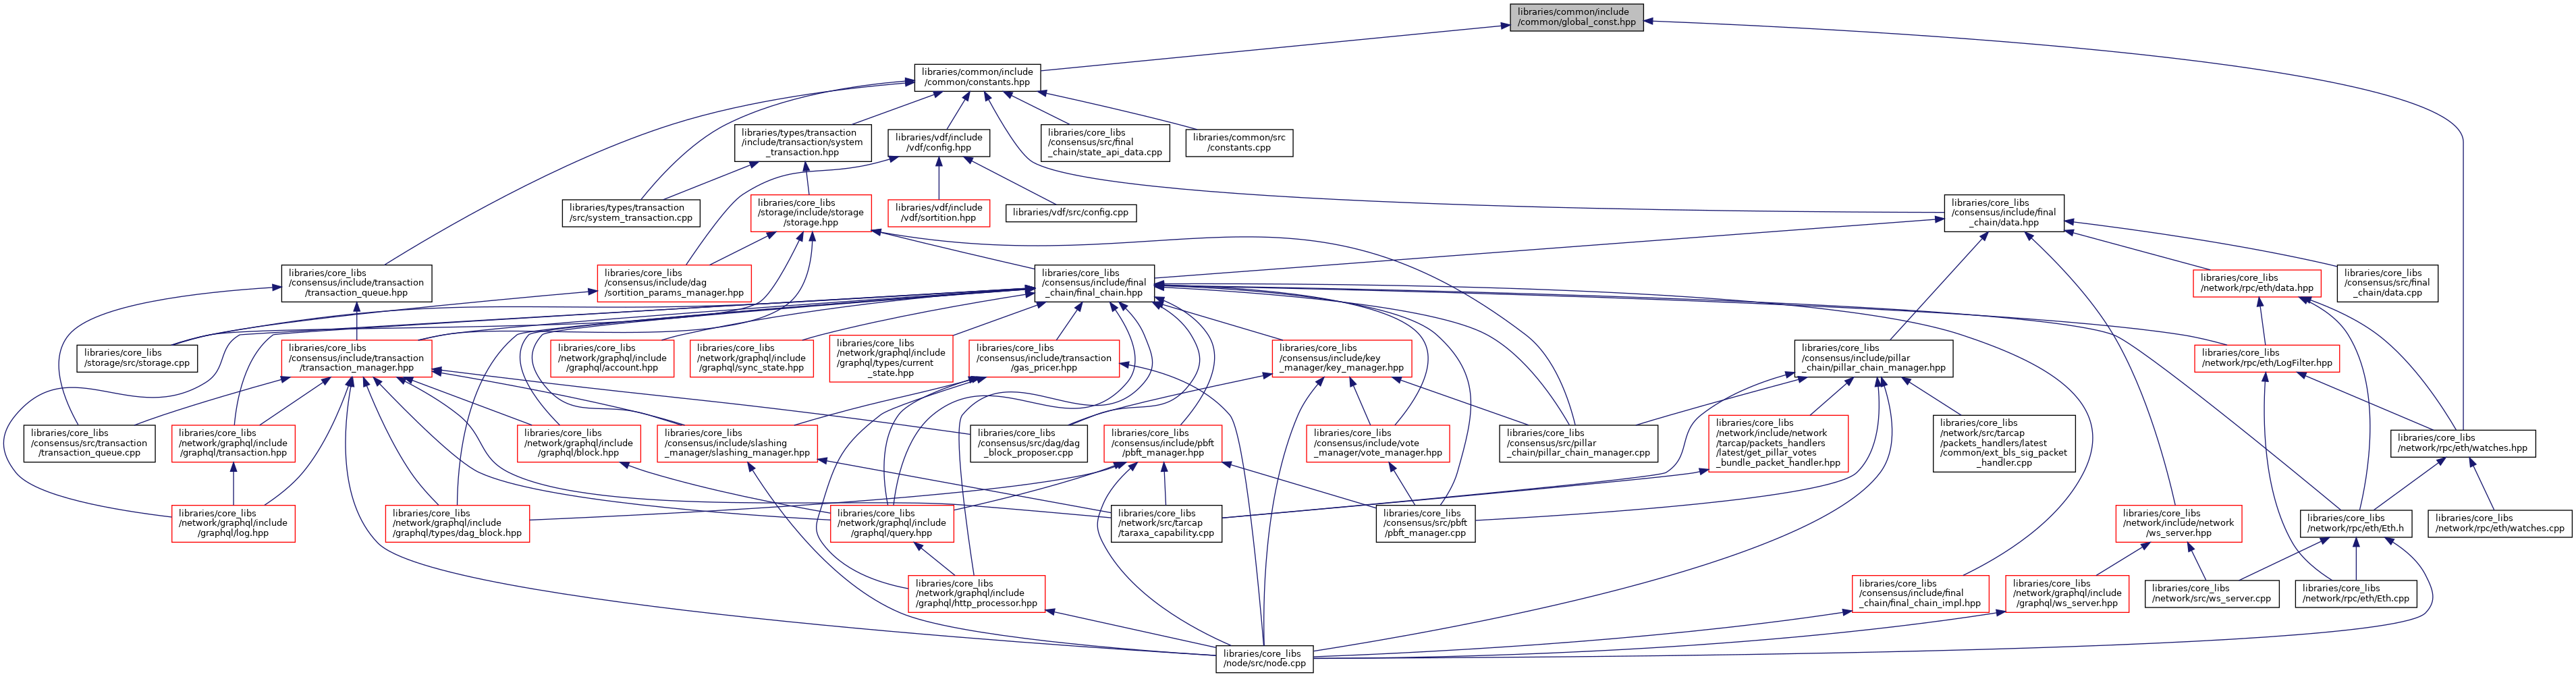 libraries/common/include
/common/global_const.hpp
libraries/common/include
/common/constants.hpp
libraries/types/transaction
/include/transaction/system
_transaction.hpp
libraries/vdf/include
/vdf/config.hpp
libraries/core_libs
/consensus/src/final
_chain/state_api_data.cpp
libraries/common/src
/constants.cpp
libraries/types/transaction
/src/system_transaction.cpp
libraries/core_libs
/storage/include/storage
/storage.hpp
libraries/vdf/include
/vdf/sortition.hpp
libraries/vdf/src/config.cpp
libraries/core_libs
/consensus/include/final
_chain/data.hpp
libraries/core_libs
/consensus/include/transaction
/transaction_queue.hpp
libraries/core_libs
/consensus/include/dag
/sortition_params_manager.hpp
libraries/core_libs
/consensus/include/final
_chain/final_chain.hpp
libraries/core_libs
/network/rpc/eth/data.hpp
libraries/core_libs
/consensus/src/final
_chain/data.cpp
libraries/core_libs
/storage/src/storage.cpp
libraries/core_libs
/consensus/include/transaction
/transaction_manager.hpp
libraries/core_libs
/network/graphql/include
/graphql/account.hpp
libraries/core_libs
/network/graphql/include
/graphql/sync_state.hpp
libraries/core_libs
/network/graphql/include
/graphql/types/current
_state.hpp
libraries/core_libs
/consensus/include/transaction
/gas_pricer.hpp
libraries/core_libs
/consensus/include/key
_manager/key_manager.hpp
libraries/core_libs
/consensus/include/pillar
_chain/pillar_chain_manager.hpp
libraries/core_libs
/network/rpc/eth/LogFilter.hpp
libraries/core_libs
/consensus/src/transaction
/transaction_queue.cpp
libraries/core_libs
/network/graphql/include
/graphql/transaction.hpp
libraries/core_libs
/network/graphql/include
/graphql/block.hpp
libraries/core_libs
/consensus/include/slashing
_manager/slashing_manager.hpp
libraries/core_libs
/consensus/src/dag/dag
_block_proposer.cpp
libraries/core_libs
/consensus/include/pbft
/pbft_manager.hpp
libraries/core_libs
/consensus/include/vote
_manager/vote_manager.hpp
libraries/core_libs
/consensus/src/pillar
_chain/pillar_chain_manager.cpp
libraries/core_libs
/network/include/network
/tarcap/packets_handlers
/latest/get_pillar_votes
_bundle_packet_handler.hpp
libraries/core_libs
/network/src/tarcap
/packets_handlers/latest
/common/ext_bls_sig_packet
_handler.cpp
libraries/core_libs
/network/rpc/eth/watches.hpp
libraries/core_libs
/network/graphql/include
/graphql/log.hpp
libraries/core_libs
/network/graphql/include
/graphql/types/dag_block.hpp
libraries/core_libs
/network/graphql/include
/graphql/query.hpp
libraries/core_libs
/network/src/tarcap
/taraxa_capability.cpp
libraries/core_libs
/consensus/src/pbft
/pbft_manager.cpp
libraries/core_libs
/network/include/network
/ws_server.hpp
libraries/core_libs
/network/rpc/eth/Eth.h
libraries/core_libs
/network/rpc/eth/watches.cpp
libraries/core_libs
/network/graphql/include
/graphql/http_processor.hpp
libraries/core_libs
/consensus/include/final
_chain/final_chain_impl.hpp
libraries/core_libs
/network/graphql/include
/graphql/ws_server.hpp
libraries/core_libs
/network/src/ws_server.cpp
libraries/core_libs
/network/rpc/eth/Eth.cpp
libraries/core_libs
/node/src/node.cpp